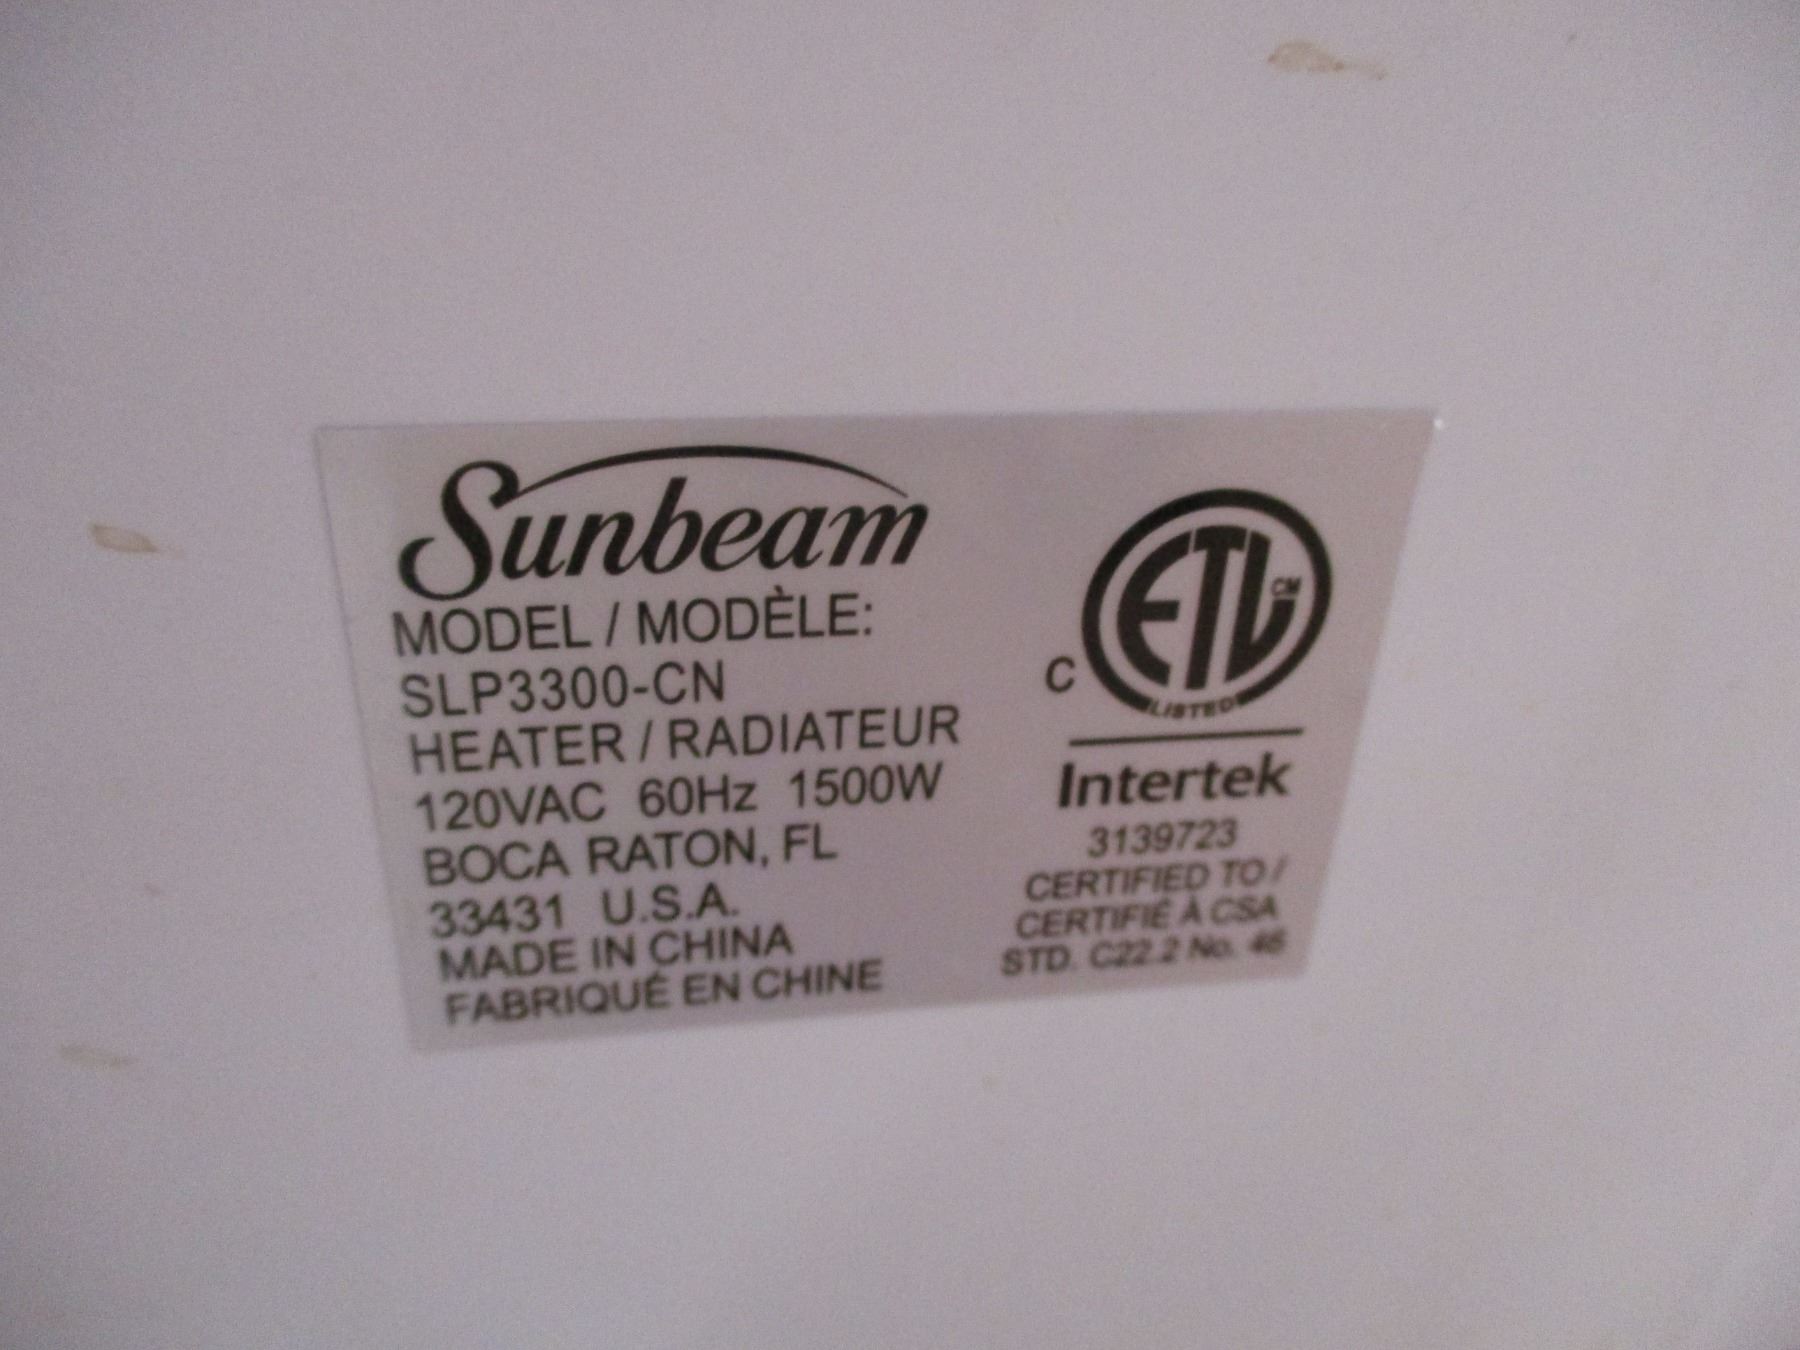 Sunbeam
MODEL / MODÈLE:
SLP3300-CN
HEATER / RADIATEUR
120VAC 60Hz 1500W
BOCA RATON, FL
33431 U.S.A.
MADE IN CHINA
FABRIQUÉ EN CHINE
C
ETL CM
LISTED
Intertek
3139723
CERTIFIED TO /
CERTIFIÉ À CSA
STD. C22.2 No. 46